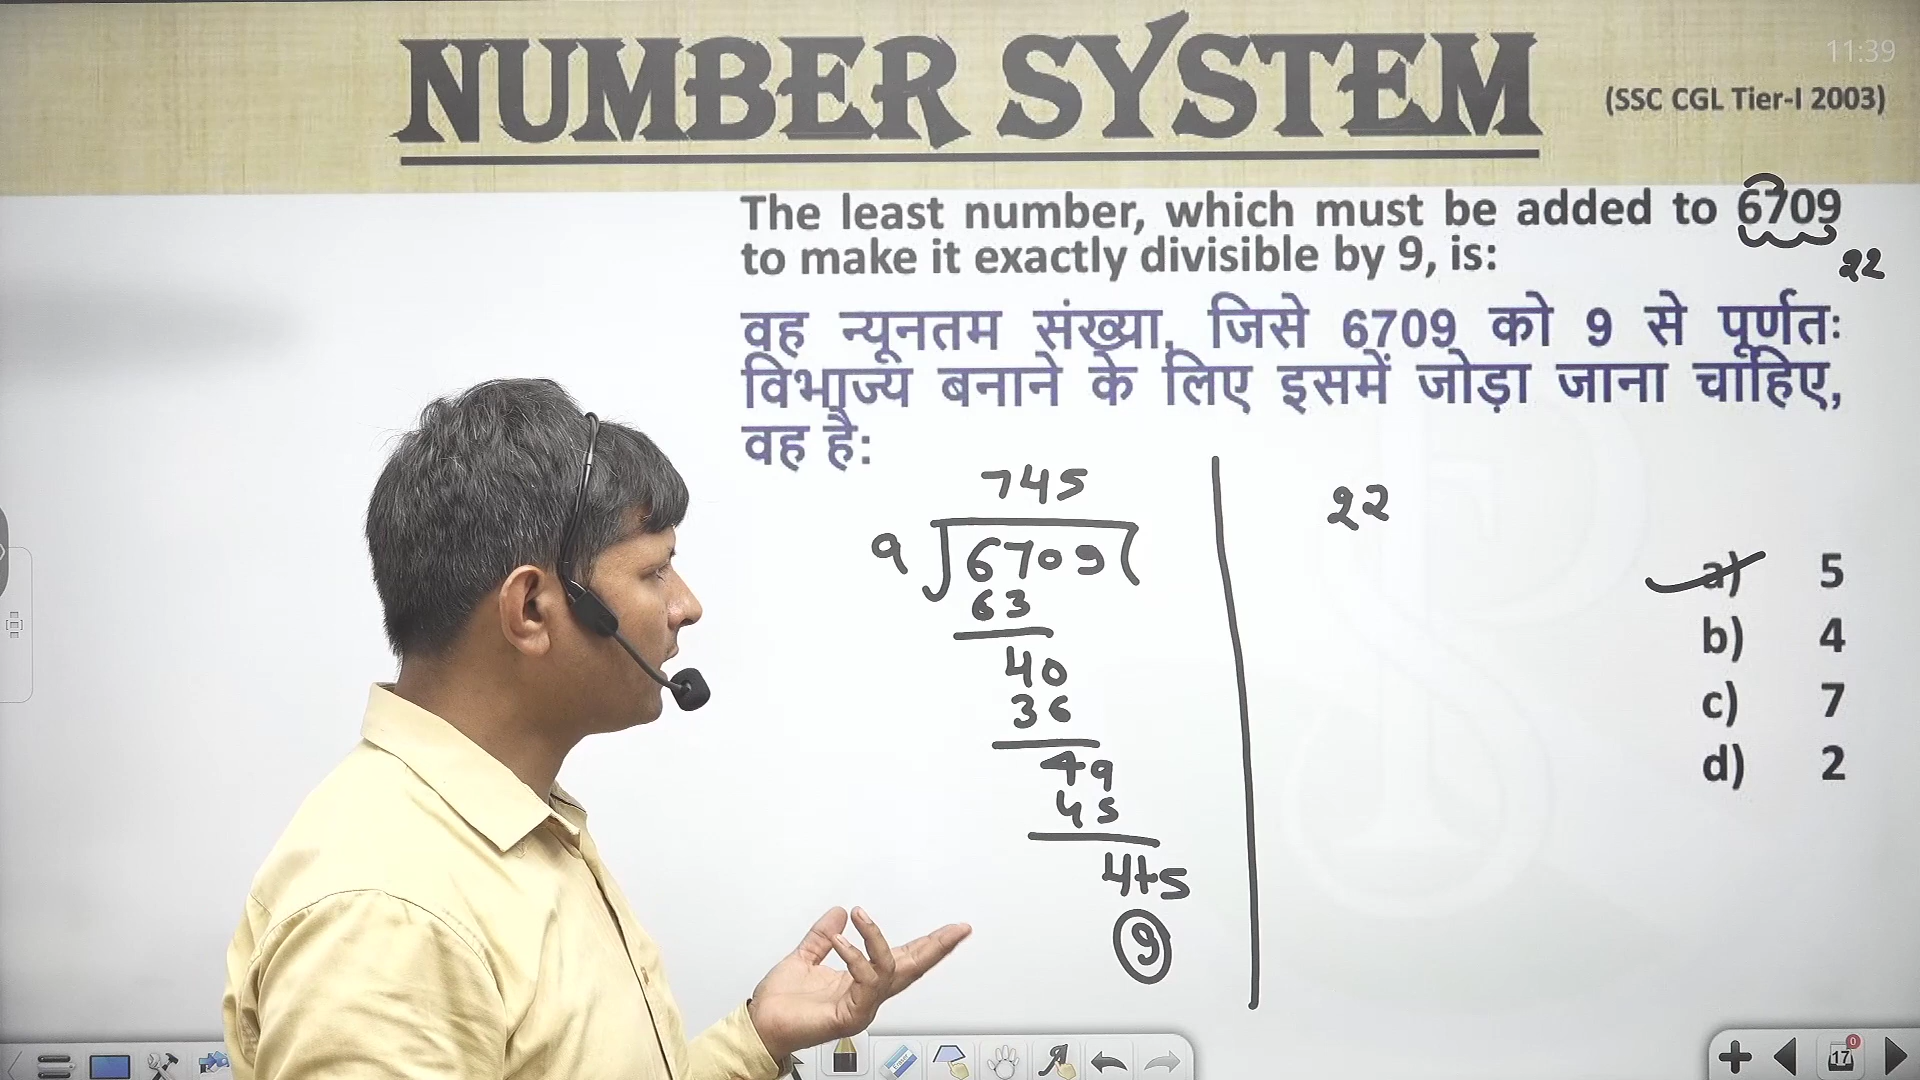 NUMBER SYSTEM
11:39
(SSC CGL Tier-I 2003)
The least number, which must be added to 6709
to make it exactly divisible by 9, is:
22
वह न्यूनतम संख्या, जिसे 6709 को 9 से पूर्णतः
विभाज्य बनाने के लिए इसमें जोड़ा जाना चाहिए,
वह है:
745
9 6709
63
40
36
49
45
4+5
9
22
a) 5
b) 4
c) 7
d) 2
17
0